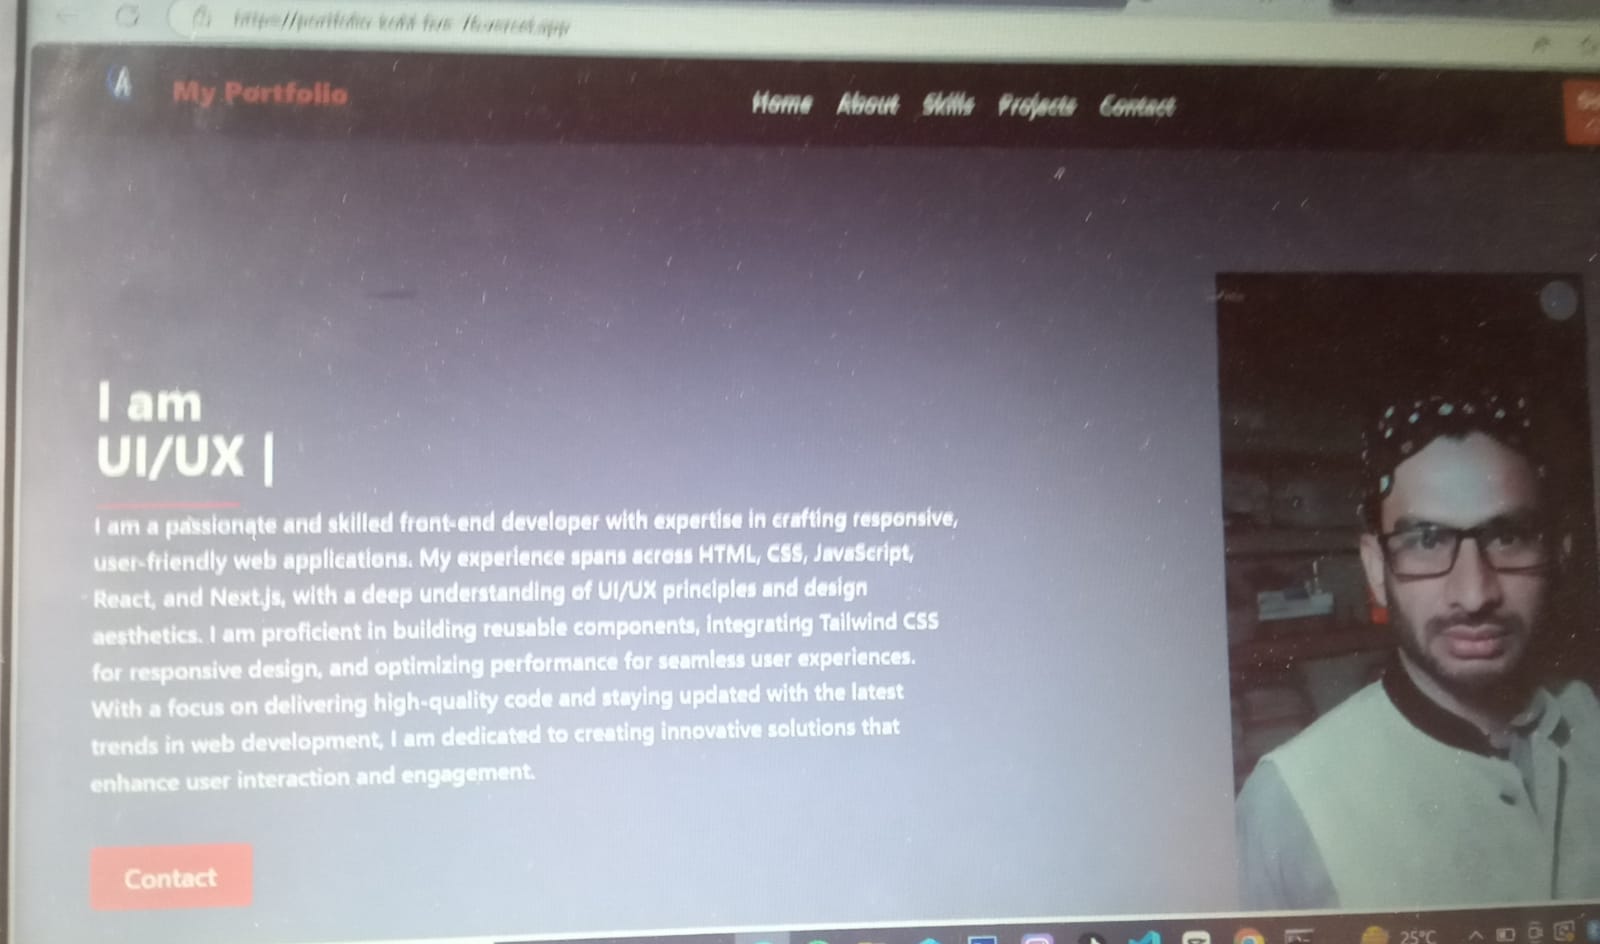 A My Portfolio
Home About Skills Projects Contact
I am
UI/UX |
I am a passionate and skilled front-end developer with expertise in crafting responsive,
user-friendly web applications. My experience spans across HTML, CSS, JavaScript,
React, and Next.js, with a deep understanding of UI/UX principles and design
aesthetics. I am proficient in building reusable components, integrating Tailwind CSS
for responsive design, and optimizing performance for seamless user experiences.
With a focus on delivering high-quality code and staying updated with the latest
trends in web development, I am dedicated to creating innovative solutions that
enhance user interaction and engagement.
Contact
25°C